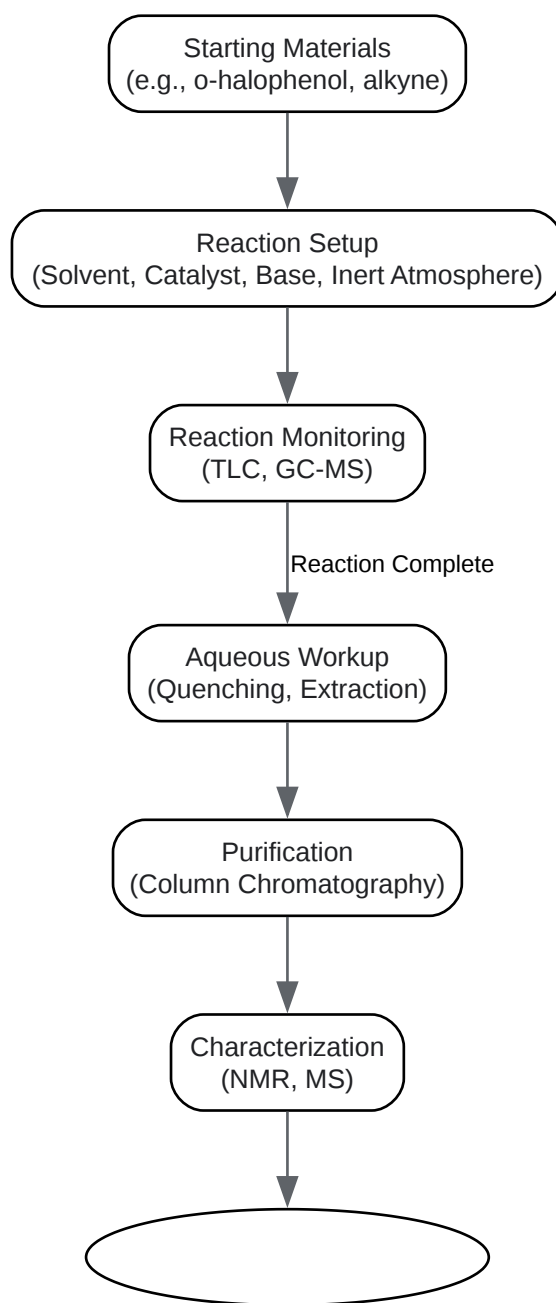 Starting Materials
(e.g., o-halophenol, alkyne)
Reaction Setup
(Solvent, Catalyst, Base, Inert Atmosphere)
Reaction Monitoring
(TLC, GC-MS)
Reaction Complete
Aqueous Workup
(Quenching, Extraction)
Purification
(Column Chromatography)
Characterization
(NMR, MS)